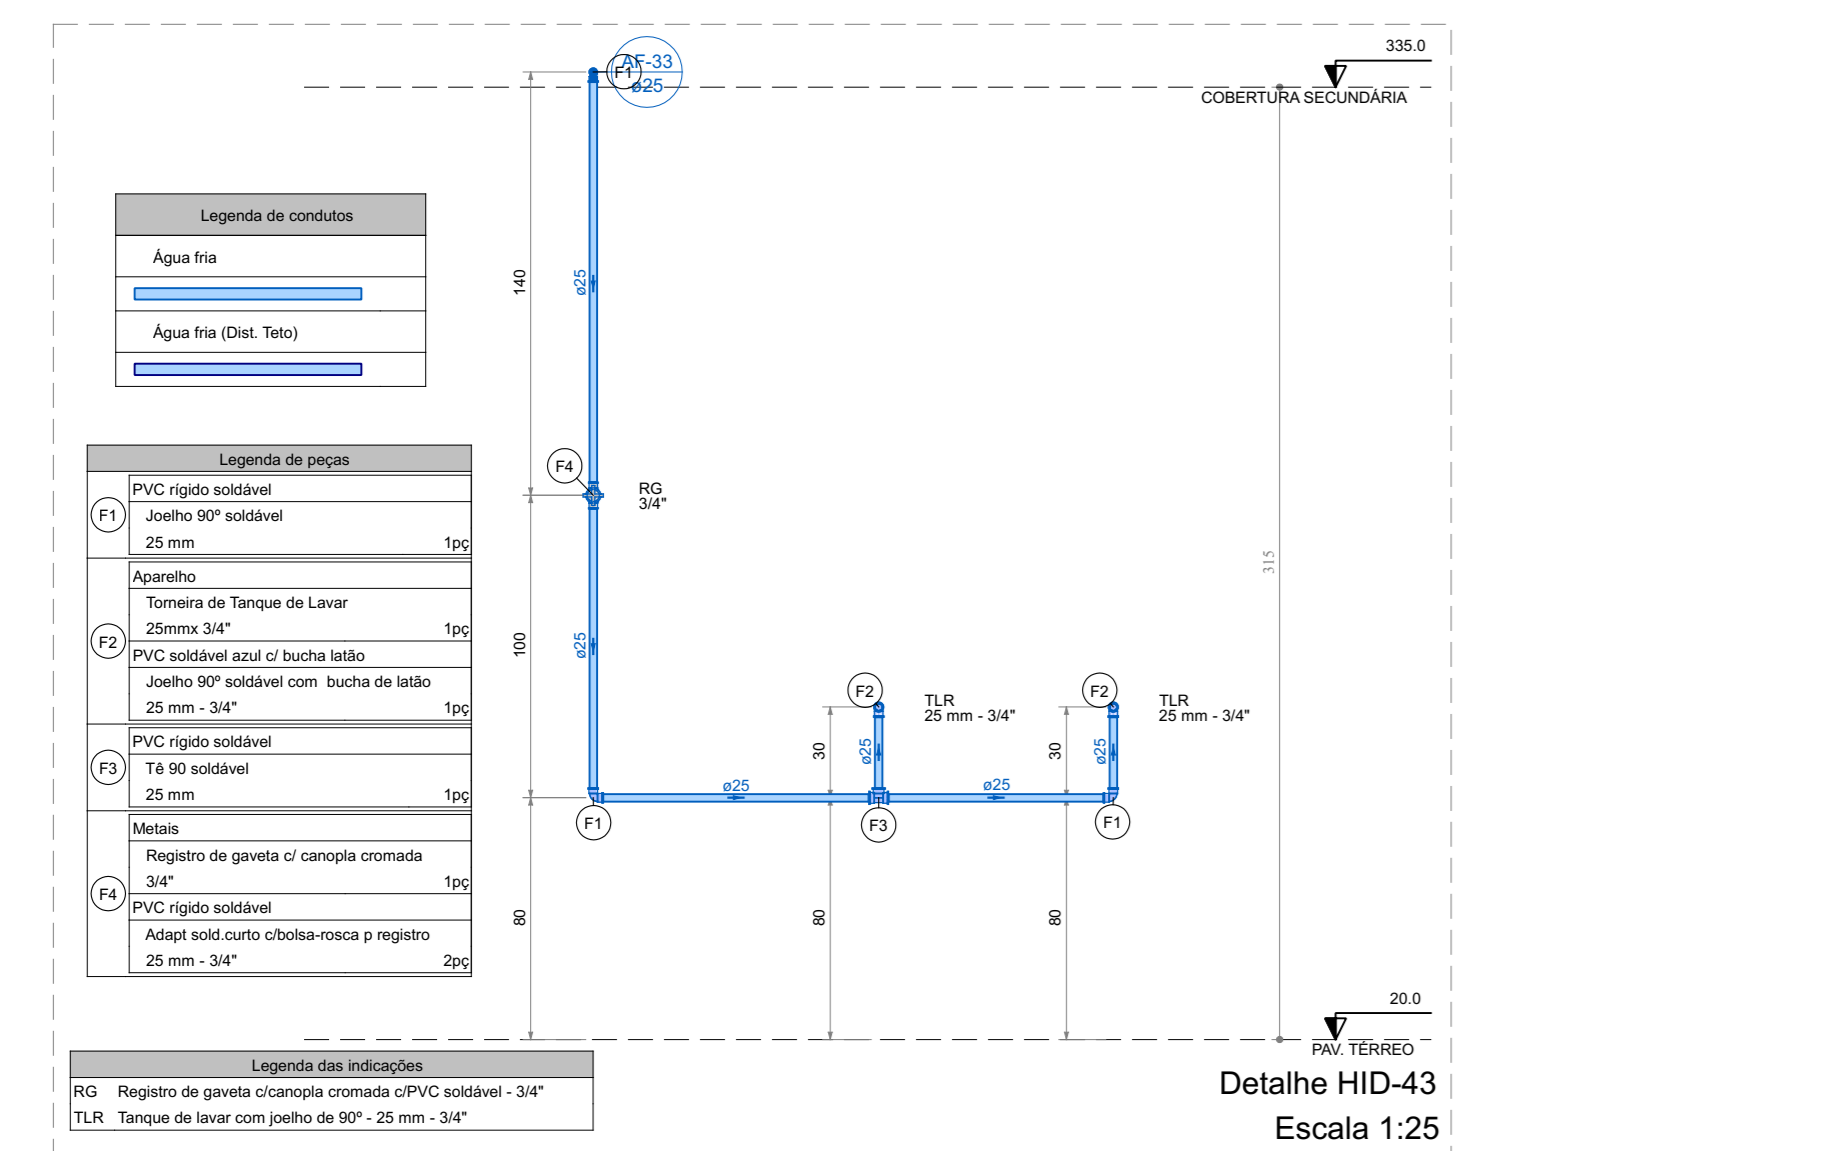 335.0
COBERTURA SECUNDÁRIA
AF-33
F1
ø25
Legenda de condutos
Água fria
Água fria (Dist. Teto)
140
ø25
F4
RG
3/4"
Legenda de peças
F1
PVC rígido soldável
Joelho 90º soldável
25 mm 1pç
F2
Aparelho
Torneira de Tanque de Lavar
25mmx 3/4" 1pç
PVC soldável azul c/ bucha latão
Joelho 90º soldável com bucha de latão
25 mm - 3/4" 1pç
F3
PVC rígido soldável
Tê 90 soldável
25 mm 1pç
F4
Metais
Registro de gaveta c/ canopla cromada
3/4" 1pç
PVC rígido soldável
Adapt sold.curto c/bolsa-rosca p registro
25 mm - 3/4" 2pç
315
100
ø25
F2
TLR
25 mm - 3/4"
F2
TLR
25 mm - 3/4"
30
ø25
30
ø25
ø25
ø25
F1
F3
F1
80
80
80
20.0
PAV. TÉRREO
Legenda das indicações
RG Registro de gaveta c/canopla cromada c/PVC soldável - 3/4"
TLR Tanque de lavar com joelho de 90º - 25 mm - 3/4"
Detalhe HID-43
Escala 1:25